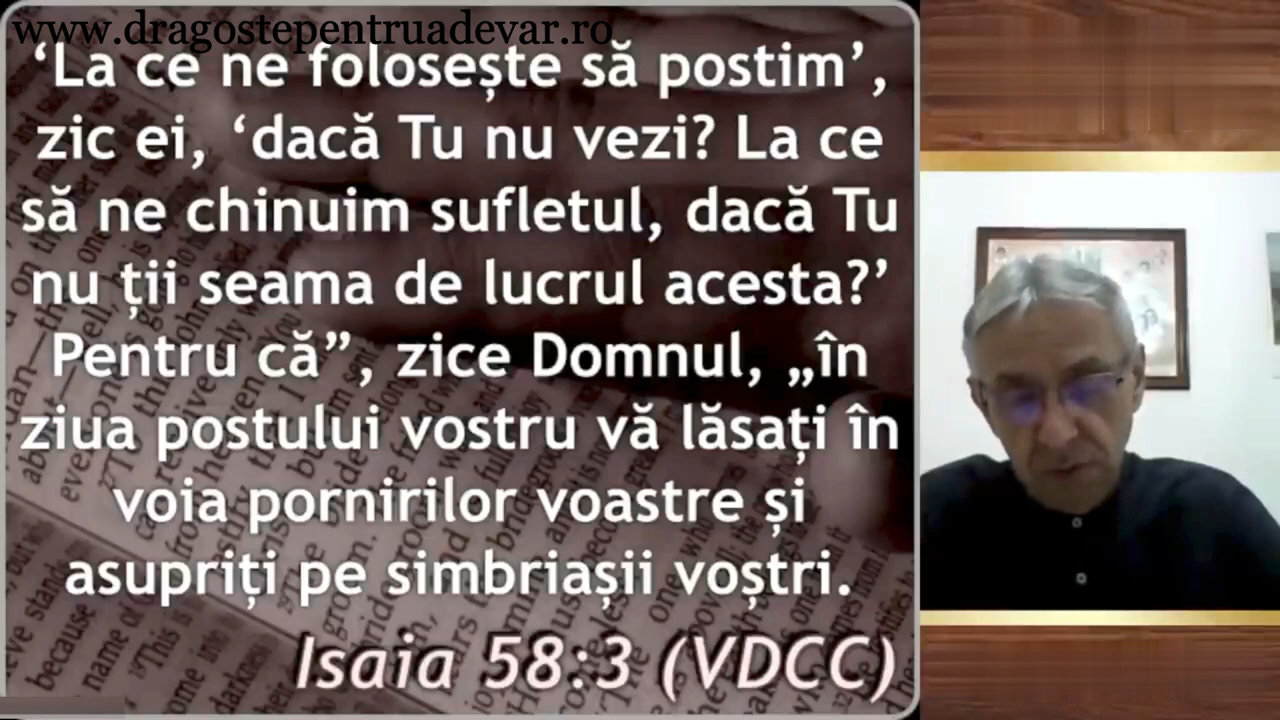 www.dragostepentruadevar.ro
‘La ce ne folosește să postim’,
zic ei, ‘dacă Tu nu vezi? La ce
să ne chinuim sufletul, dacă Tu
nu ții seama de lucrul acesta?’
Pentru că”, zice Domnul, „în
ziua postului vostru vă lăsați în
voia pornirilor voastre și
asupriți pe simbriașii voștri.
Isaia 58:3 (VDCC)